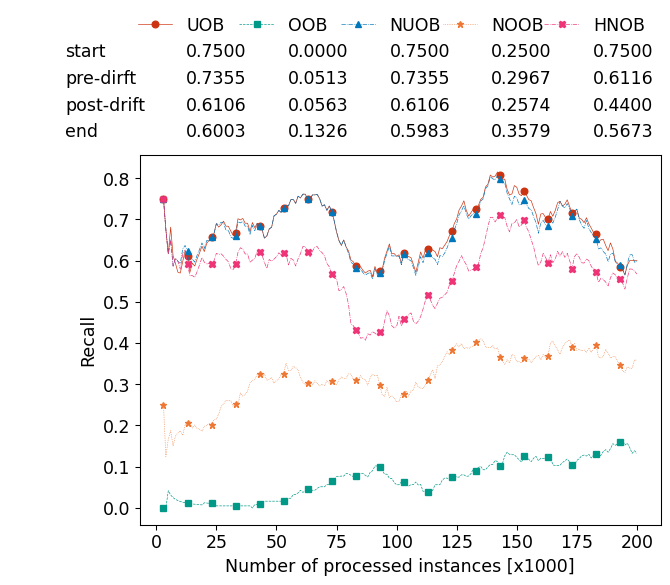 UOB OOB NUOB NOOB HNOB
start 0.7500 0.0000 0.7500 0.2500 0.7500
pre-dirft 0.7355 0.0513 0.7355 0.2967 0.6116
post-drift 0.6106 0.0563 0.6106 0.2574 0.4400
end 0.6003 0.1326 0.5983 0.3579 0.5673
0.8
0.7
0.6
0.5
0.4
0.3
0.2
0.1
0.0
Recall
0 25 50 75 100 125 150 175 200
Number of processed instances [x1000]